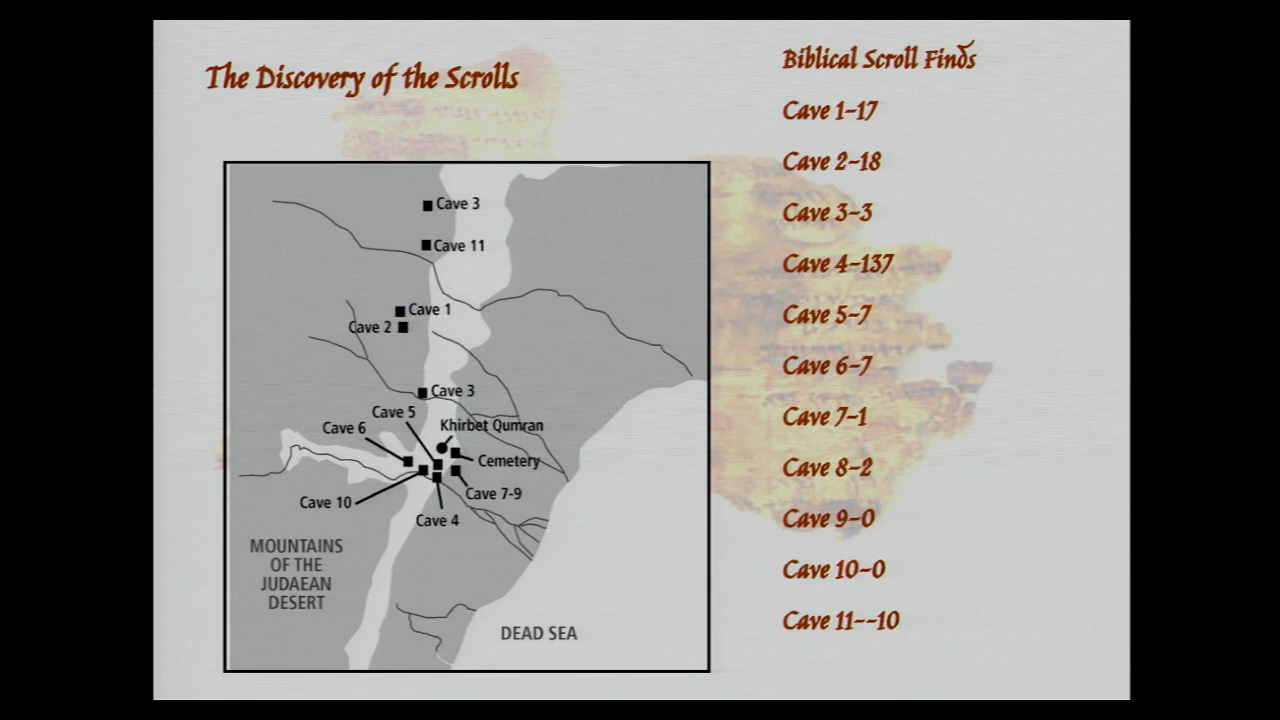 The Discovery of the Scrolls
Cave 3
Cave 11
Cave 1
Cave 2
Cave 3
Cave 5
Cave 6
Khirbet Qumran
Cemetery
Cave 7-9
Cave 10
Cave 4
MOUNTAINS
OF THE
JUDAEAN
DESERT
DEAD SEA
Biblical Scroll Finds
Cave 1-17
Cave 2-18
Cave 3-3
Cave 4-137
Cave 5-7
Cave 6-7
Cave 7-1
Cave 8-2
Cave 9-0
Cave 10-0
Cave 11--10